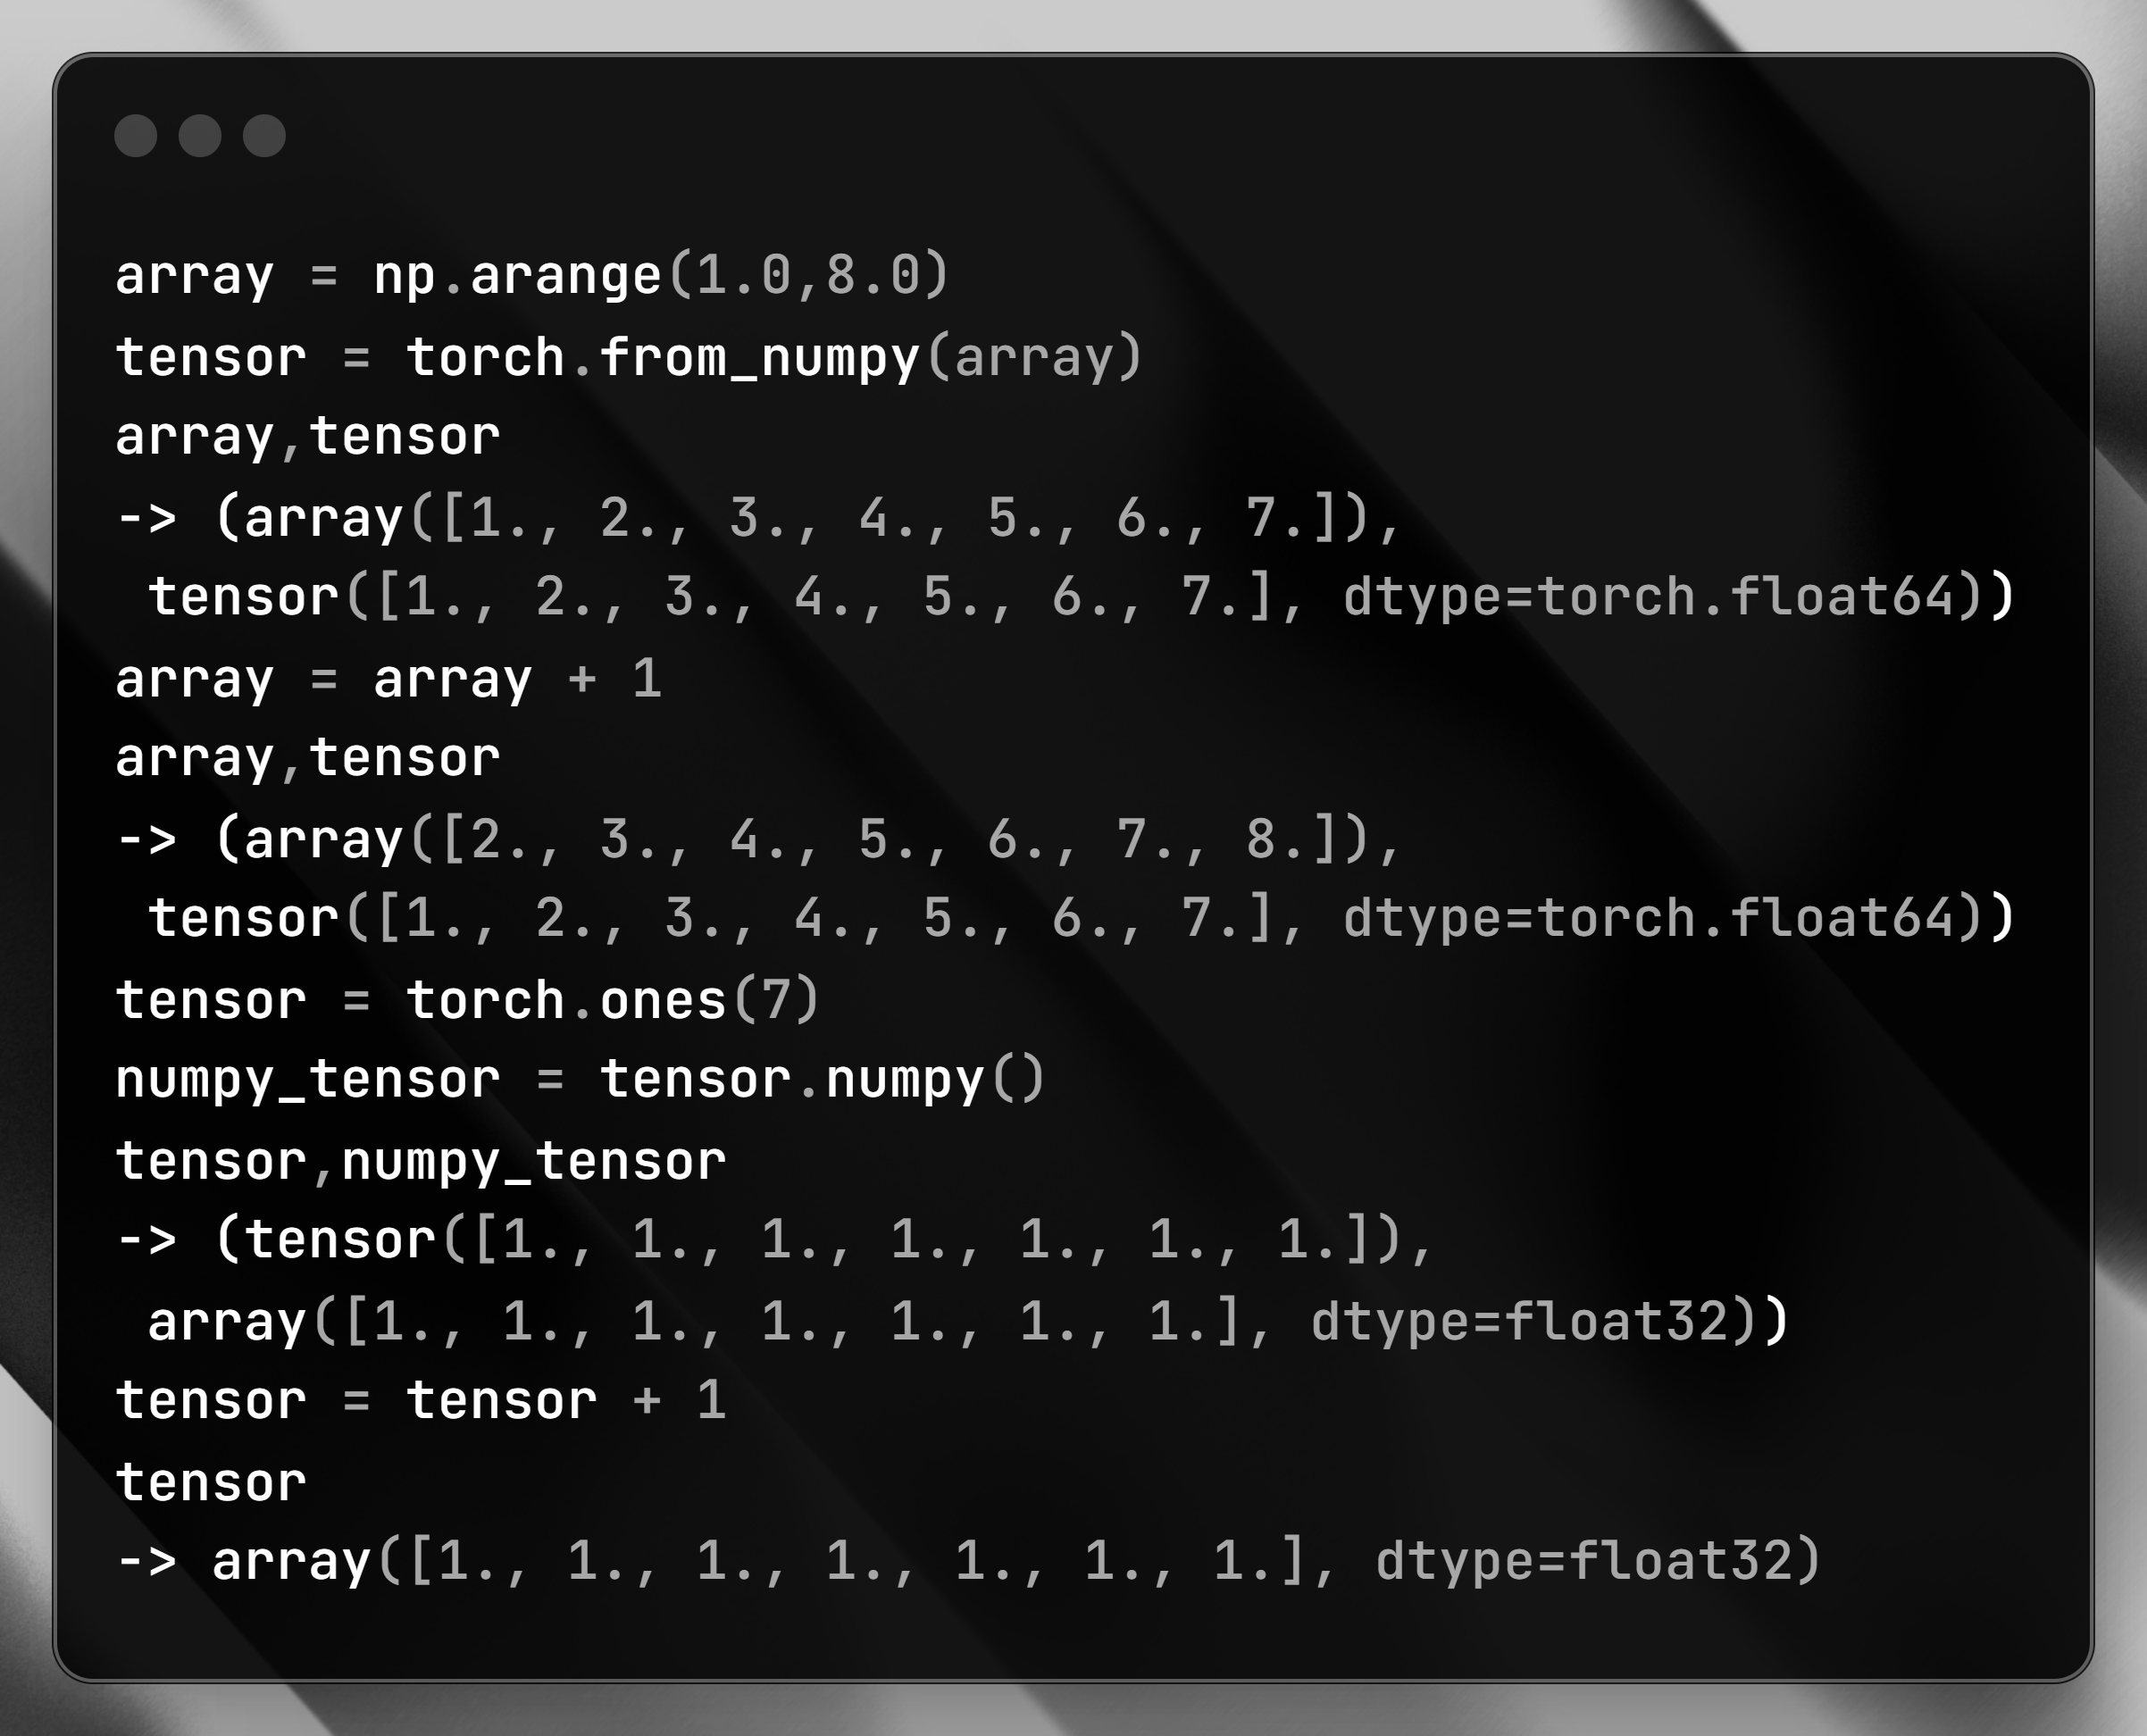 array = np.arange(1.0,8.0)
tensor = torch.from_numpy(array)
array,tensor
-> (array([1., 2., 3., 4., 5., 6., 7.]),
 tensor([1., 2., 3., 4., 5., 6., 7.], dtype=torch.float64))
array = array + 1
array,tensor
-> (array([2., 3., 4., 5., 6., 7., 8.]),
 tensor([1., 2., 3., 4., 5., 6., 7.], dtype=torch.float64))
tensor = torch.ones(7)
numpy_tensor = tensor.numpy()
tensor,numpy_tensor
-> (tensor([1., 1., 1., 1., 1., 1., 1.]),
 array([1., 1., 1., 1., 1., 1., 1.], dtype=float32))
tensor = tensor + 1
tensor
-> array([1., 1., 1., 1., 1., 1., 1.], dtype=float32)